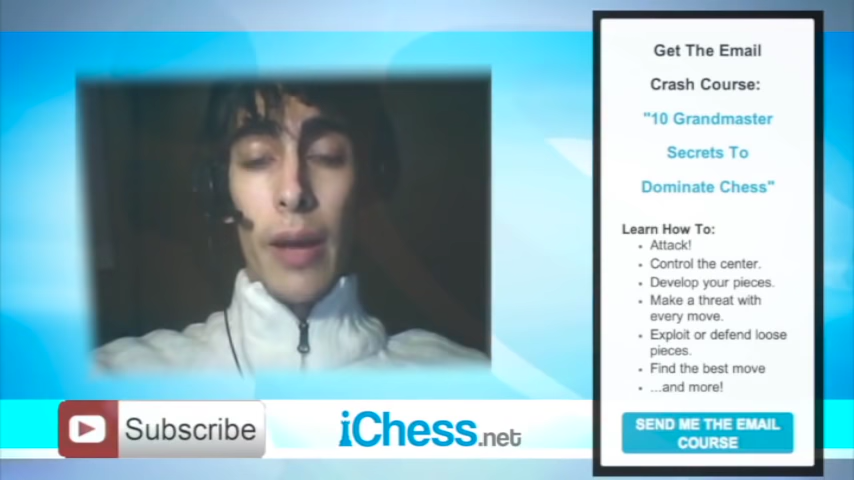 Get The Email
Crash Course:
"10 Grandmaster
Secrets To
Dominate Chess"
Learn How To:
• Attack!
• Control the center.
• Develop your pieces.
• Make a threat with
every move.
• Exploit or defend loose
pieces.
• Find the best move
• ...and more!
SEND ME THE EMAIL
COURSE
Subscribe
iChess.net